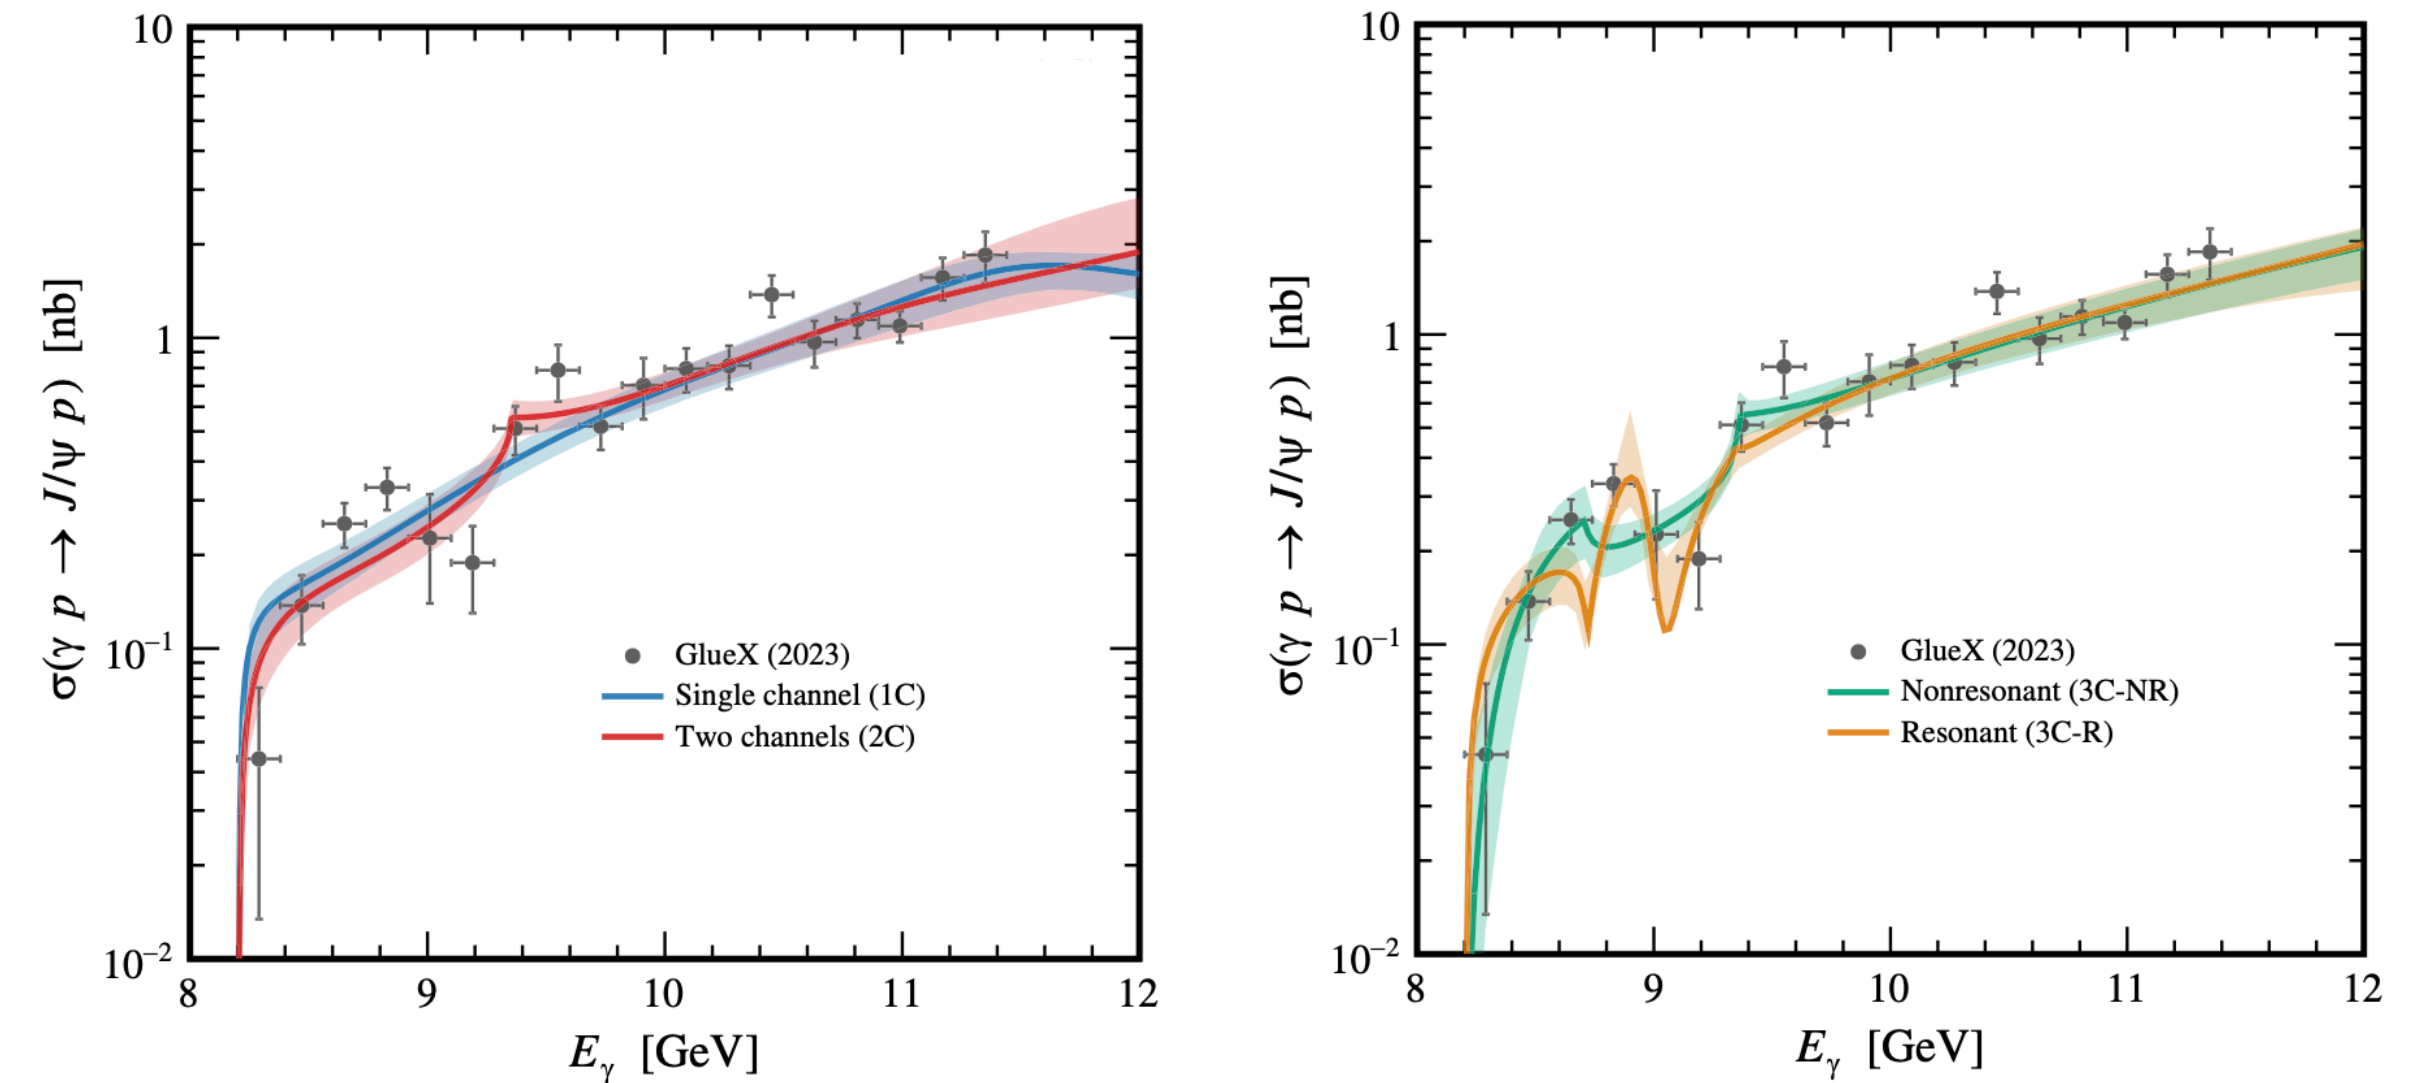 σ(γ p → J/ψ p) [nb]
10
1
10⁻¹
10⁻²
GlueX (2023)
Single channel (1C)
Two channels (2C)
8 9 10 11 12
E_γ [GeV]
σ(γ p → J/ψ p) [nb]
10
1
10⁻¹
10⁻²
GlueX (2023)
Nonresonant (3C-NR)
Resonant (3C-R)
8 9 10 11 12
E_γ [GeV]